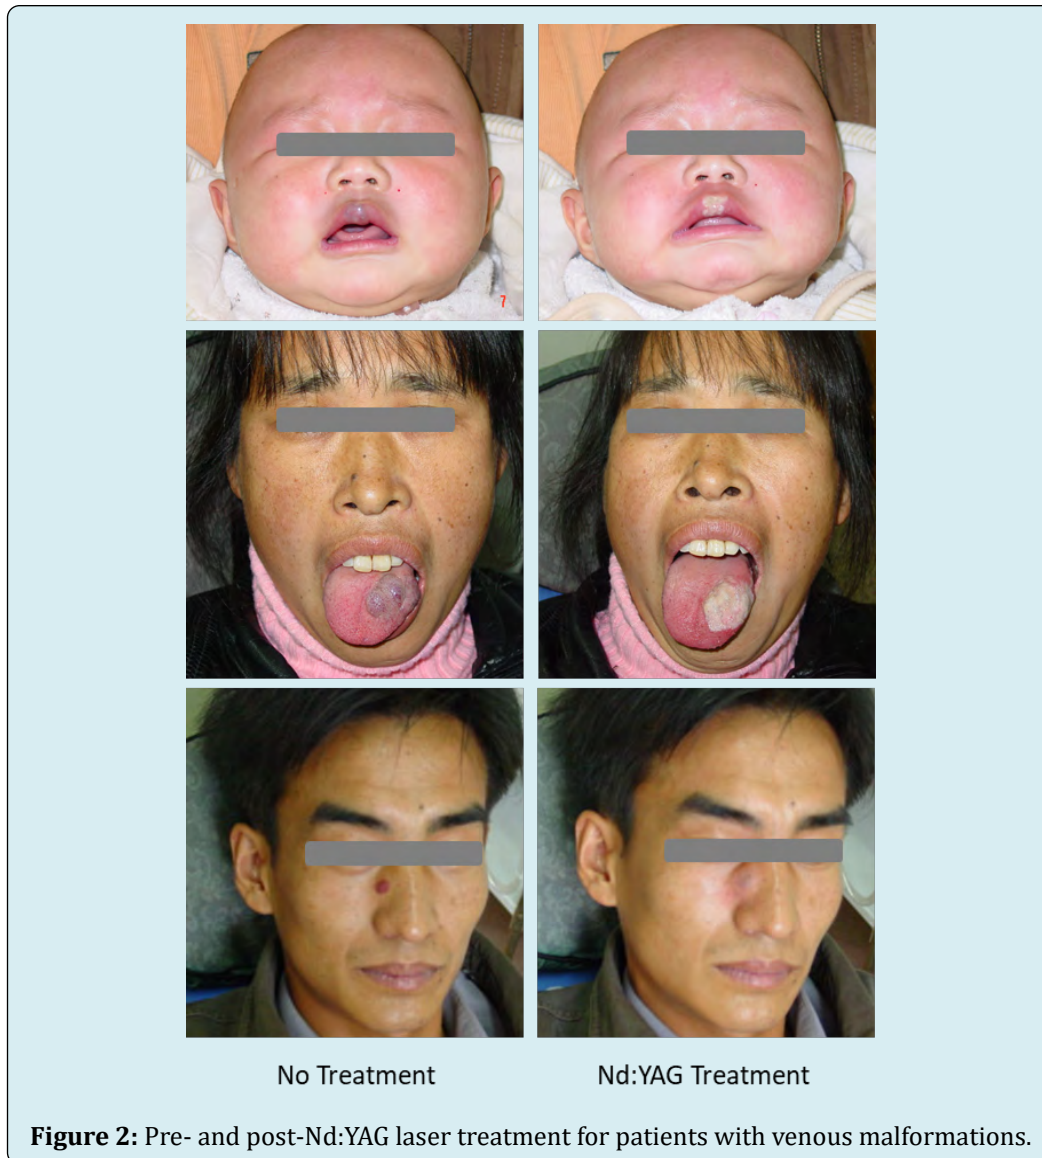 7
No Treatment
Nd:YAG Treatment
Figure 2: Pre- and post-Nd:YAG laser treatment for patients with venous malformations.